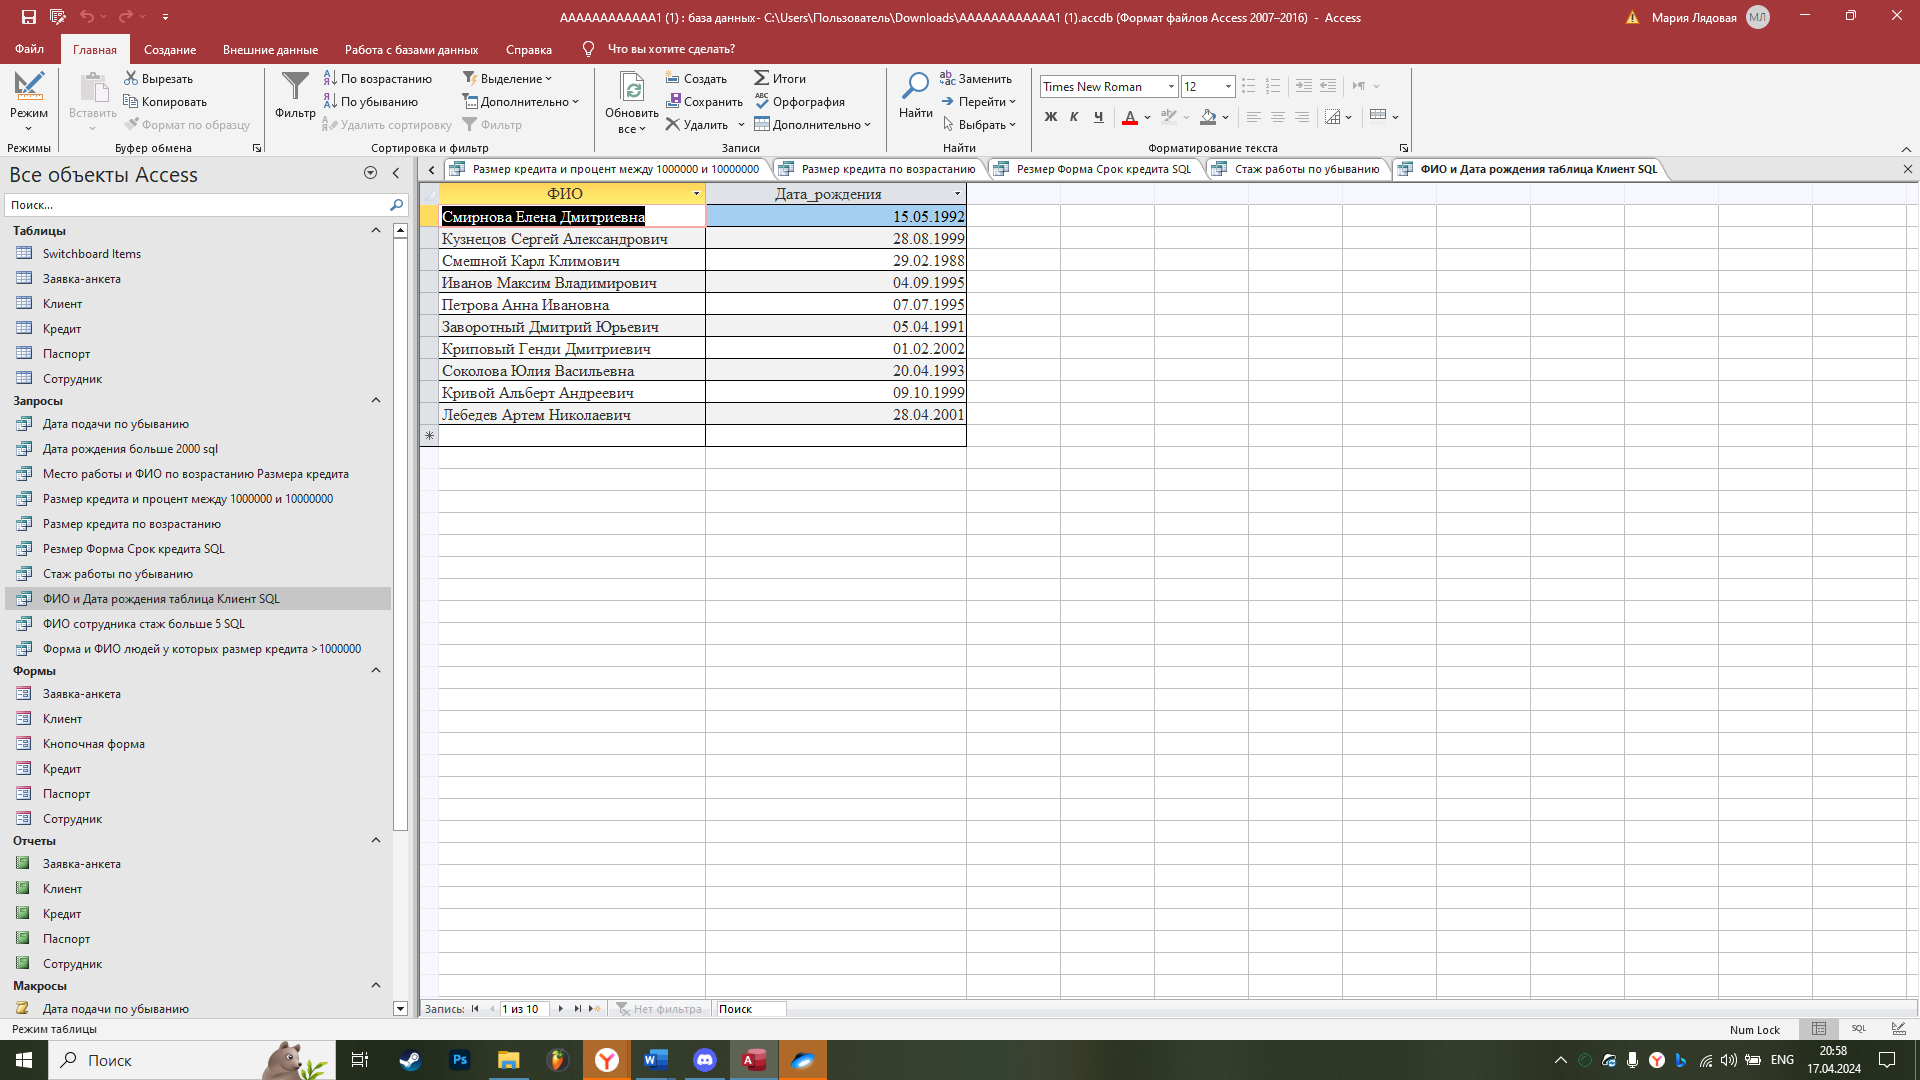 АААААААААААА1 (1) : база данных- C:\Users\Пользователь\Downloads\АААААААААААА1 (1).accdb (Формат файлов Access 2007–2016) - Access
Мария Лядовая
МЛ
Файл
Главная
Создание
Внешние данные
Работа с базами данных
Справка
Что вы хотите сделать?
Режим
Режимы
Вставить
Вырезать
Копировать
Формат по образцу
Буфер обмена
Фильтр
По возрастанию
По убыванию
Удалить сортировку
Выделение
Дополнительно
Фильтр
Сортировка и фильтр
Обновить
все
Создать
Сохранить
Удалить
Итоги
Орфография
Дополнительно
Записи
Найти
Заменить
Перейти
Выбрать
Найти
Times New Roman
12
Ж К Ч
Форматирование текста
Все объекты Access
Поиск...
Таблицы
Switchboard Items
Заявка-анкета
Клиент
Кредит
Паспорт
Сотрудник
Запросы
Дата подачи по убыванию
Дата рождения больше 2000 sql
Место работы и ФИО по возрастанию Размера кредита
Размер кредита и процент между 1000000 и 10000000
Размер кредита по возрастанию
Резмер Форма Срок кредита SQL
Стаж работы по убыванию
ФИО и Дата рождения таблица Клиент SQL
ФИО сотрудника стаж больше 5 SQL
Форма и ФИО людей у которых размер кредита >1000000
Формы
Заявка-анкета
Клиент
Кнопочная форма
Кредит
Паспорт
Сотрудник
Отчеты
Заявка-анкета
Клиент
Кредит
Паспорт
Сотрудник
Макросы
Дата подачи по убыванию
Размер кредита и процент между 1000000 и 10000000
Размер кредита по возрастанию
Резмер Форма Срок кредита SQL
Стаж работы по убыванию
ФИО и Дата рождения таблица Клиент SQL
ФИО Дата_рождения
Смирнова Елена Дмитриевна 15.05.1992
Кузнецов Сергей Александрович 28.08.1999
Смешной Карл Климович 29.02.1988
Иванов Максим Владимирович 04.09.1995
Петрова Анна Ивановна 07.07.1995
Заворотный Дмитрий Юрьевич 05.04.1991
Криповый Генди Дмитриевич 01.02.2002
Соколова Юлия Васильевна 20.04.1993
Кривой Альберт Андреевич 09.10.1999
Лебедев Артем Николаевич 28.04.2001
Запись: 1 из 10 Нет фильтра Поиск
Режим таблицы
Num Lock
SQL
Поиск
ENG
20:58
17.04.2024